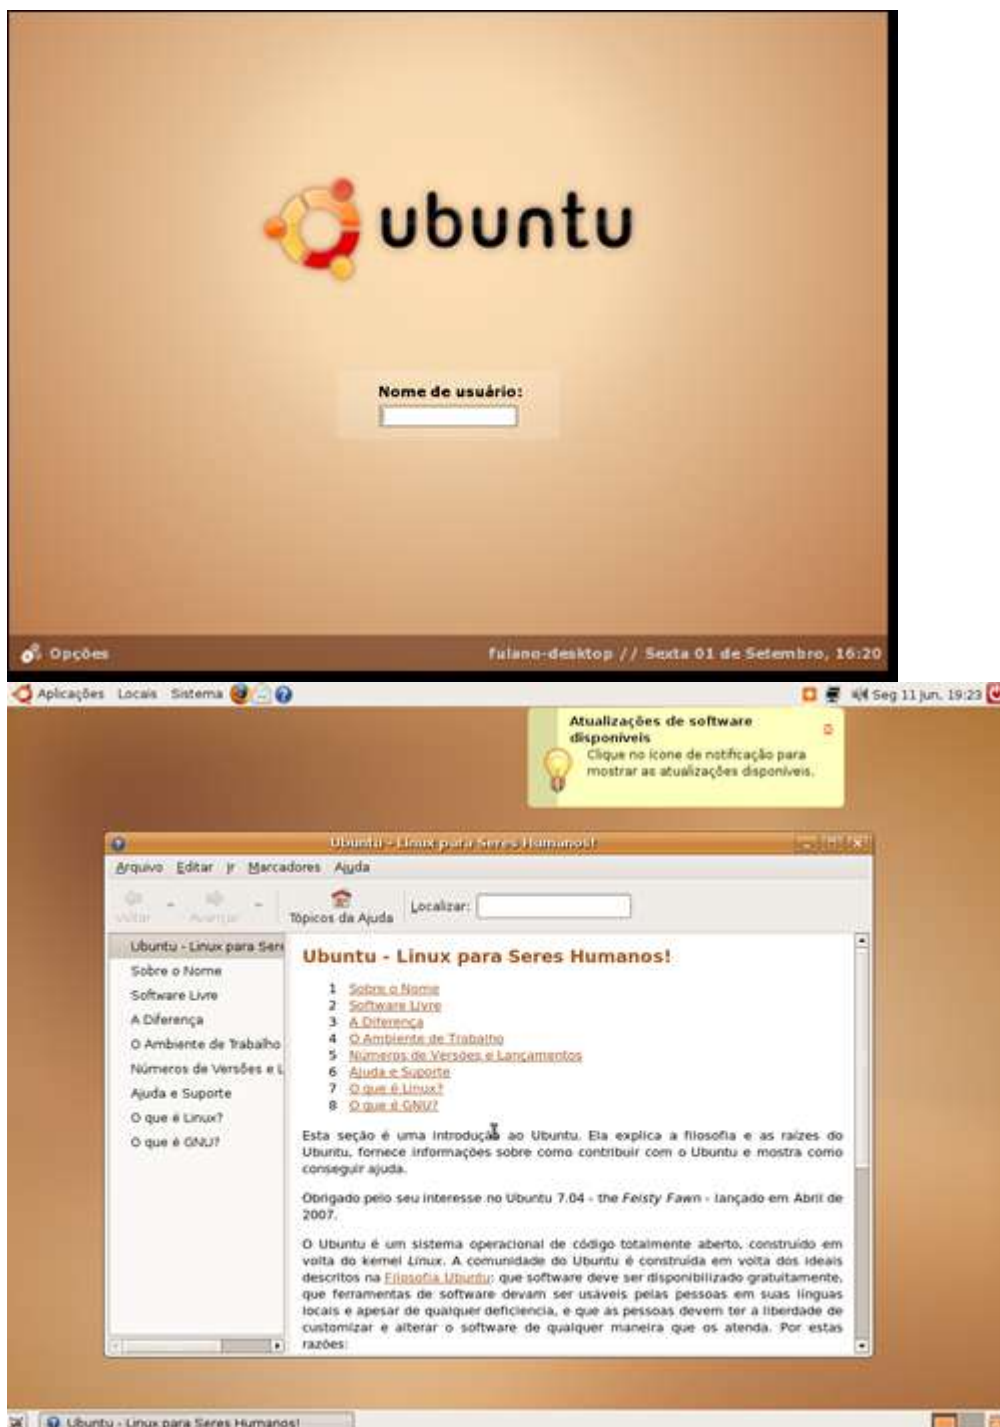 ubuntu
Nome de usuário:
Opções
fulano-desktop // Sexta 01 de Setembro, 16:20
Aplicações Locais Sistema
Seg 11 Jun, 19:23
Atualizações de software
disponíveis
Clique no ícone de notificação para
mostrar as atualizações disponíveis.
Ubuntu - Linux para Seres Humanos!
Arquivo Editar Ir Marcadores Ajuda
Voltar Avançar Tópicos da Ajuda Localizar:
Ubuntu - Linux para Sere
Sobre o Nome
Software Livre
A Diferença
O Ambiente de Trabalho
Números de Versões e L
Ajuda e Suporte
O que é Linux?
O que é GNU?
Ubuntu - Linux para Seres Humanos!
1 Sobre o Nome
2 Software Livre
3 A Diferença
4 O Ambiente de Trabalho
5 Números de Versões e Lançamentos
6 Ajuda e Suporte
7 O que é Linux?
8 O que é GNU?
Esta seção é uma introdução ao Ubuntu. Ela explica a filosofia e as raízes do
Ubuntu, fornece informações sobre como contribuir com o Ubuntu e mostra como
conseguir ajuda.
Obrigado pelo seu interesse no Ubuntu 7.04 - the Feisty Fawn - lançado em Abril de
2007.
O Ubuntu é um sistema operacional de código totalmente aberto, construído em
volta do kernel Linux. A comunidade do Ubuntu é construída em volta dos ideais
descritos na Filosofia Ubuntu: que software deve ser disponibilizado gratuitamente,
que ferramentas de software devam ser usáveis pelas pessoas em suas línguas
locais e apesar de qualquer deficiencia, e que as pessoas devem ter a liberdade de
customizar e alterar o software de qualquer maneira que os atenda. Por estas
razões:
Ubuntu - Linux para Seres Humanos!